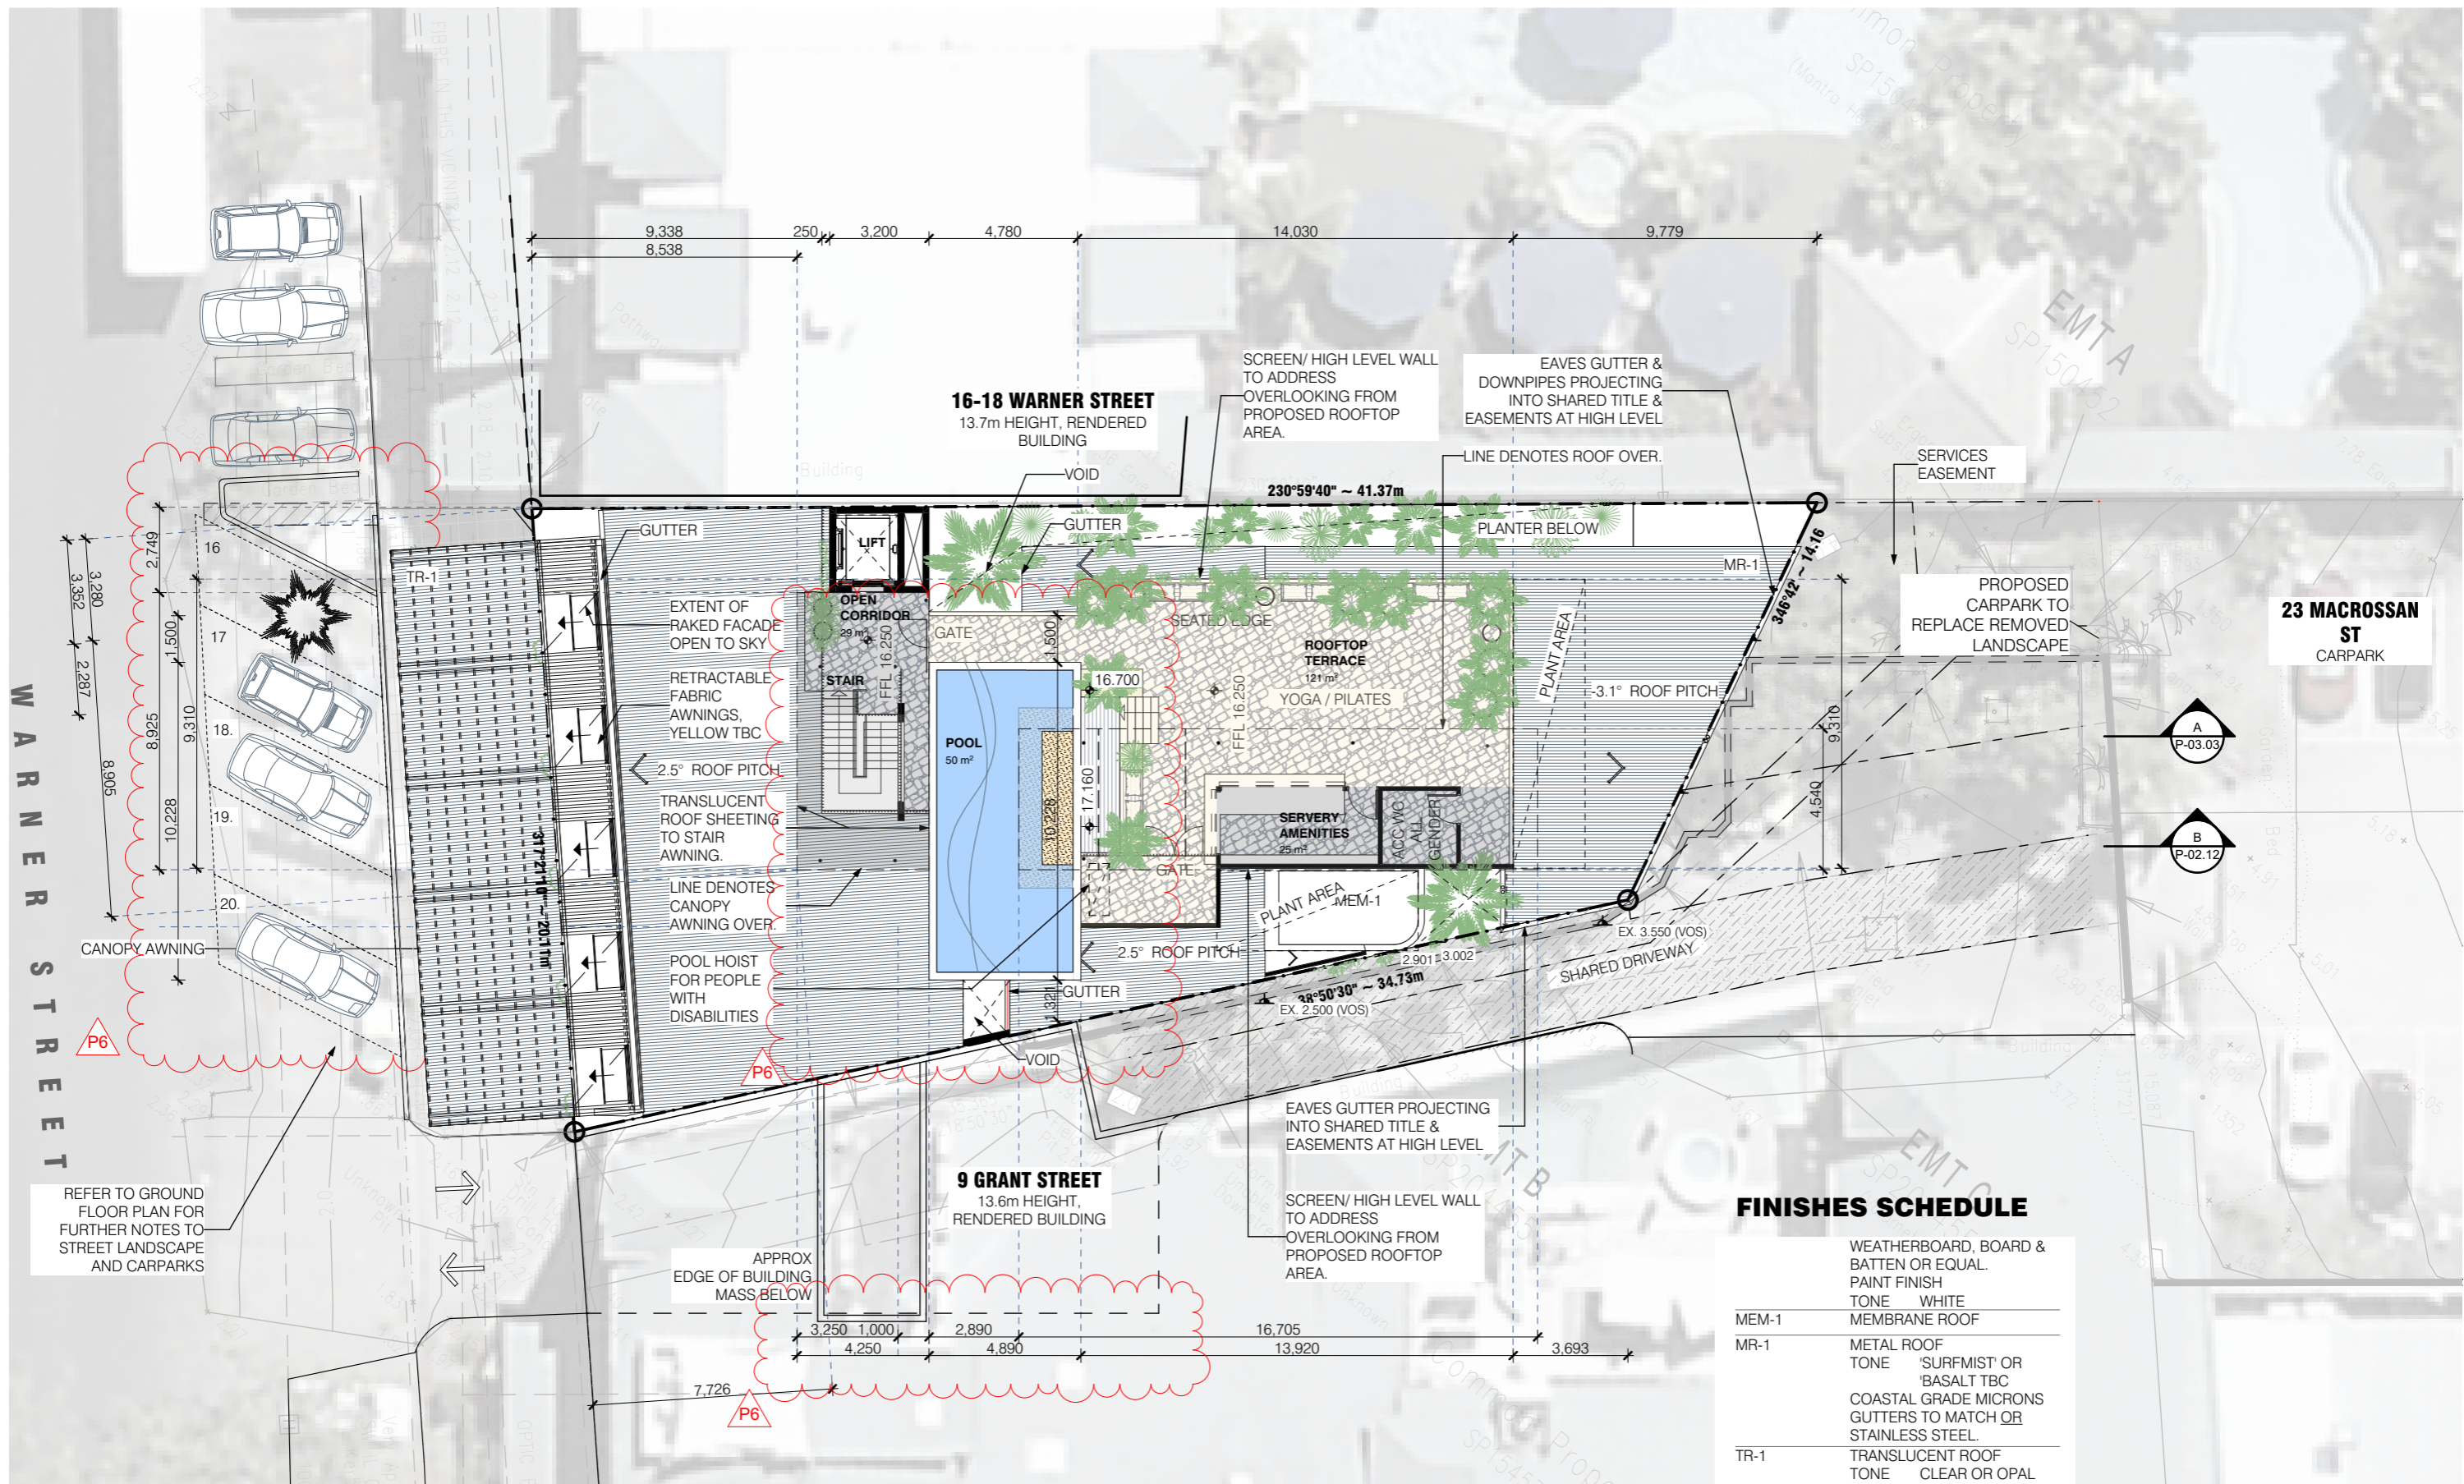 9,338
250
3,200
4,780
14,030
9,779
8,538
16-18 WARNER STREET
13.7m HEIGHT, RENDERED
BUILDING
VOID
SCREEN/ HIGH LEVEL WALL
TO ADDRESS
OVERLOOKING FROM
PROPOSED ROOFTOP
AREA.
EAVES GUTTER &
DOWNPIPES PROJECTING
INTO SHARED TITLE &
EASEMENTS AT HIGH LEVEL
LINE DENOTES ROOF OVER.
SERVICES
EASEMENT
EMT A
SP150452
230°59'40" ~ 41.37m
346°42' ~ 14.16
317°21'10" ~ 20.11m
38°50'30" ~ 34.73m
GUTTER
LIFT
GUTTER
PLANTER BELOW
MR-1
TR-1
PROPOSED
CARPARK TO
REPLACE REMOVED
LANDSCAPE
23 MACROSSAN
ST
CARPARK
EXTENT OF
RAKED FACADE
OPEN TO SKY
OPEN
CORRIDOR
29 m²
GATE
SEATED EDGE
ROOFTOP
TERRACE
121 m²
YOGA / PILATES
PLANT AREA
-3.1° ROOF PITCH
RETRACTABLE
FABRIC
AWNINGS,
YELLOW TBC
STAIR
FFL 16.250
FFL 16.250
16.700
17.160
1,500
10,228
1,321
POOL
50 m²
2.5° ROOF PITCH
TRANSLUCENT
ROOF SHEETING
TO STAIR
AWNING.
SERVERY
AMENITIES
25 m²
ACC WC
ALL
GENDER
GATE
LINE DENOTES
CANOPY
AWNING OVER.
PLANT AREA
MEM-1
POOL HOIST
FOR PEOPLE
WITH
DISABILITIES
2.5° ROOF PITCH
2.901
3.002
EX. 3.550 (VOS)
EX. 2.500 (VOS)
SHARED DRIVEWAY
GUTTER
VOID
9,310
4,540
A
P-03.03
B
P-02.12
16
17
18.
19.
20.
2,749
3,280
3,352
1,500
2,287
8,925
9,310
8,905
10,228
CANOPY AWNING
WARNER STREET
P6
P6
P6
REFER TO GROUND
FLOOR PLAN FOR
FURTHER NOTES TO
STREET LANDSCAPE
AND CARPARKS
9 GRANT STREET
13.6m HEIGHT,
RENDERED BUILDING
APPROX
EDGE OF BUILDING
MASS BELOW
EAVES GUTTER PROJECTING
INTO SHARED TITLE &
EASEMENTS AT HIGH LEVEL
SCREEN/ HIGH LEVEL WALL
TO ADDRESS
OVERLOOKING FROM
PROPOSED ROOFTOP
AREA.
EMT C
3,250
1,000
2,890
16,705
4,250
4,890
13,920
3,693
7,726
FINISHES SCHEDULE
WEATHERBOARD, BOARD &
BATTEN OR EQUAL.
PAINT FINISH
TONE WHITE
MEM-1 MEMBRANE ROOF
MR-1 METAL ROOF
TONE 'SURFMIST' OR
'BASALT TBC
COASTAL GRADE MICRONS
GUTTERS TO MATCH OR
STAINLESS STEEL.
TR-1 TRANSLUCENT ROOF
TONE CLEAR OR OPAL